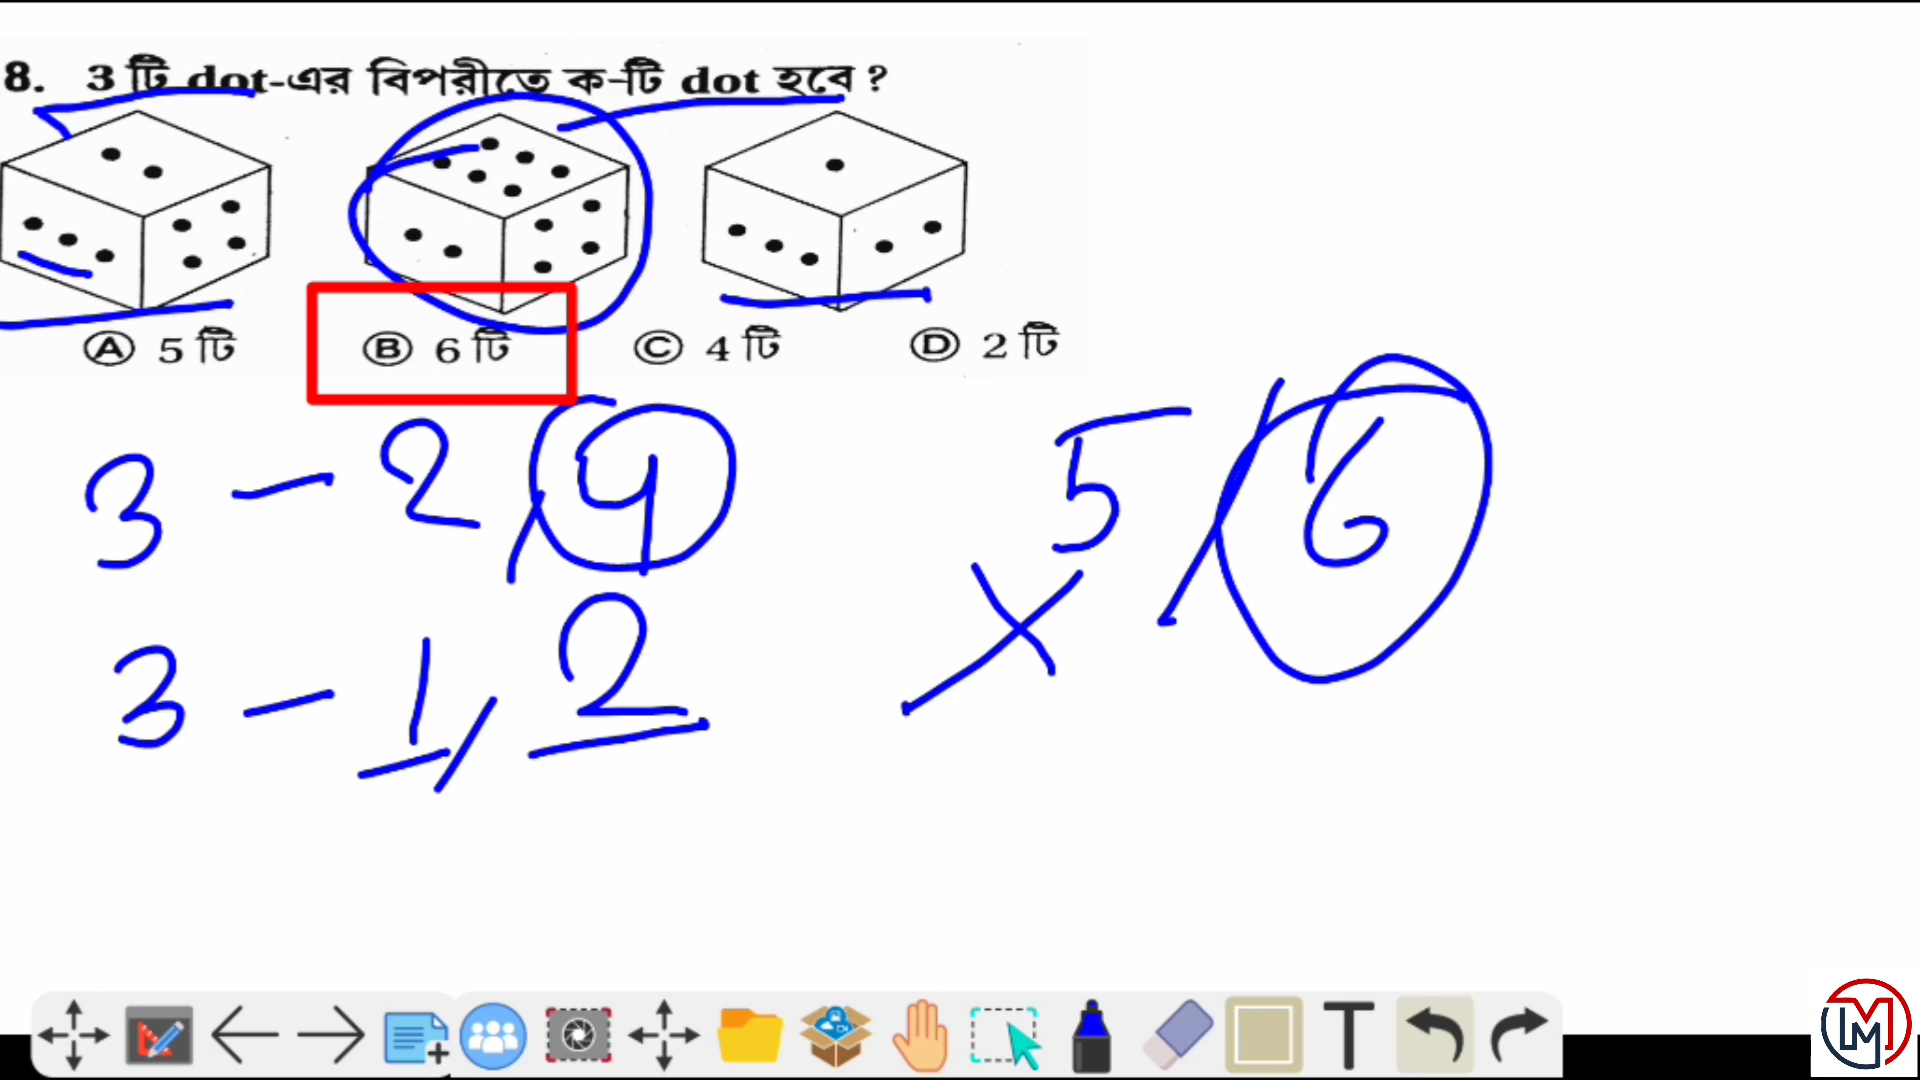 8. 3 টি dot-এর বিপরীতে ক-টি dot হবে ?
Ⓐ 5 টি Ⓑ 6 টি Ⓒ 4 টি Ⓓ 2 টি
3 - 2, 4 5 / 6
3 - 1, 2 ×
T
M